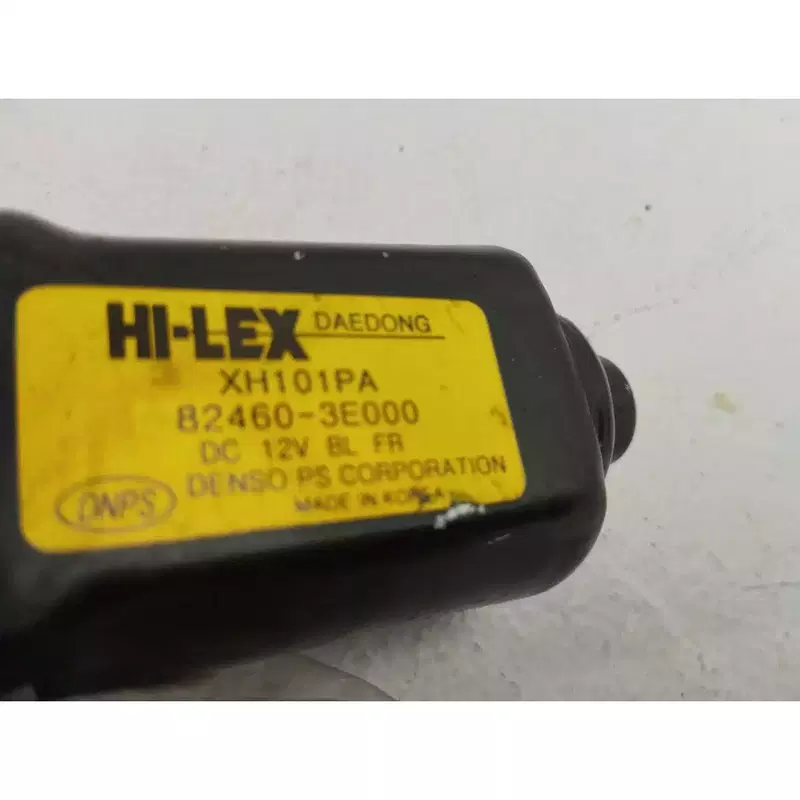 HI-LEX DAEDONG
XH101PA
82460-3E000
DC 12V BL FR
DENSO PS CORPORATION
DNPS
MADE IN KOREA